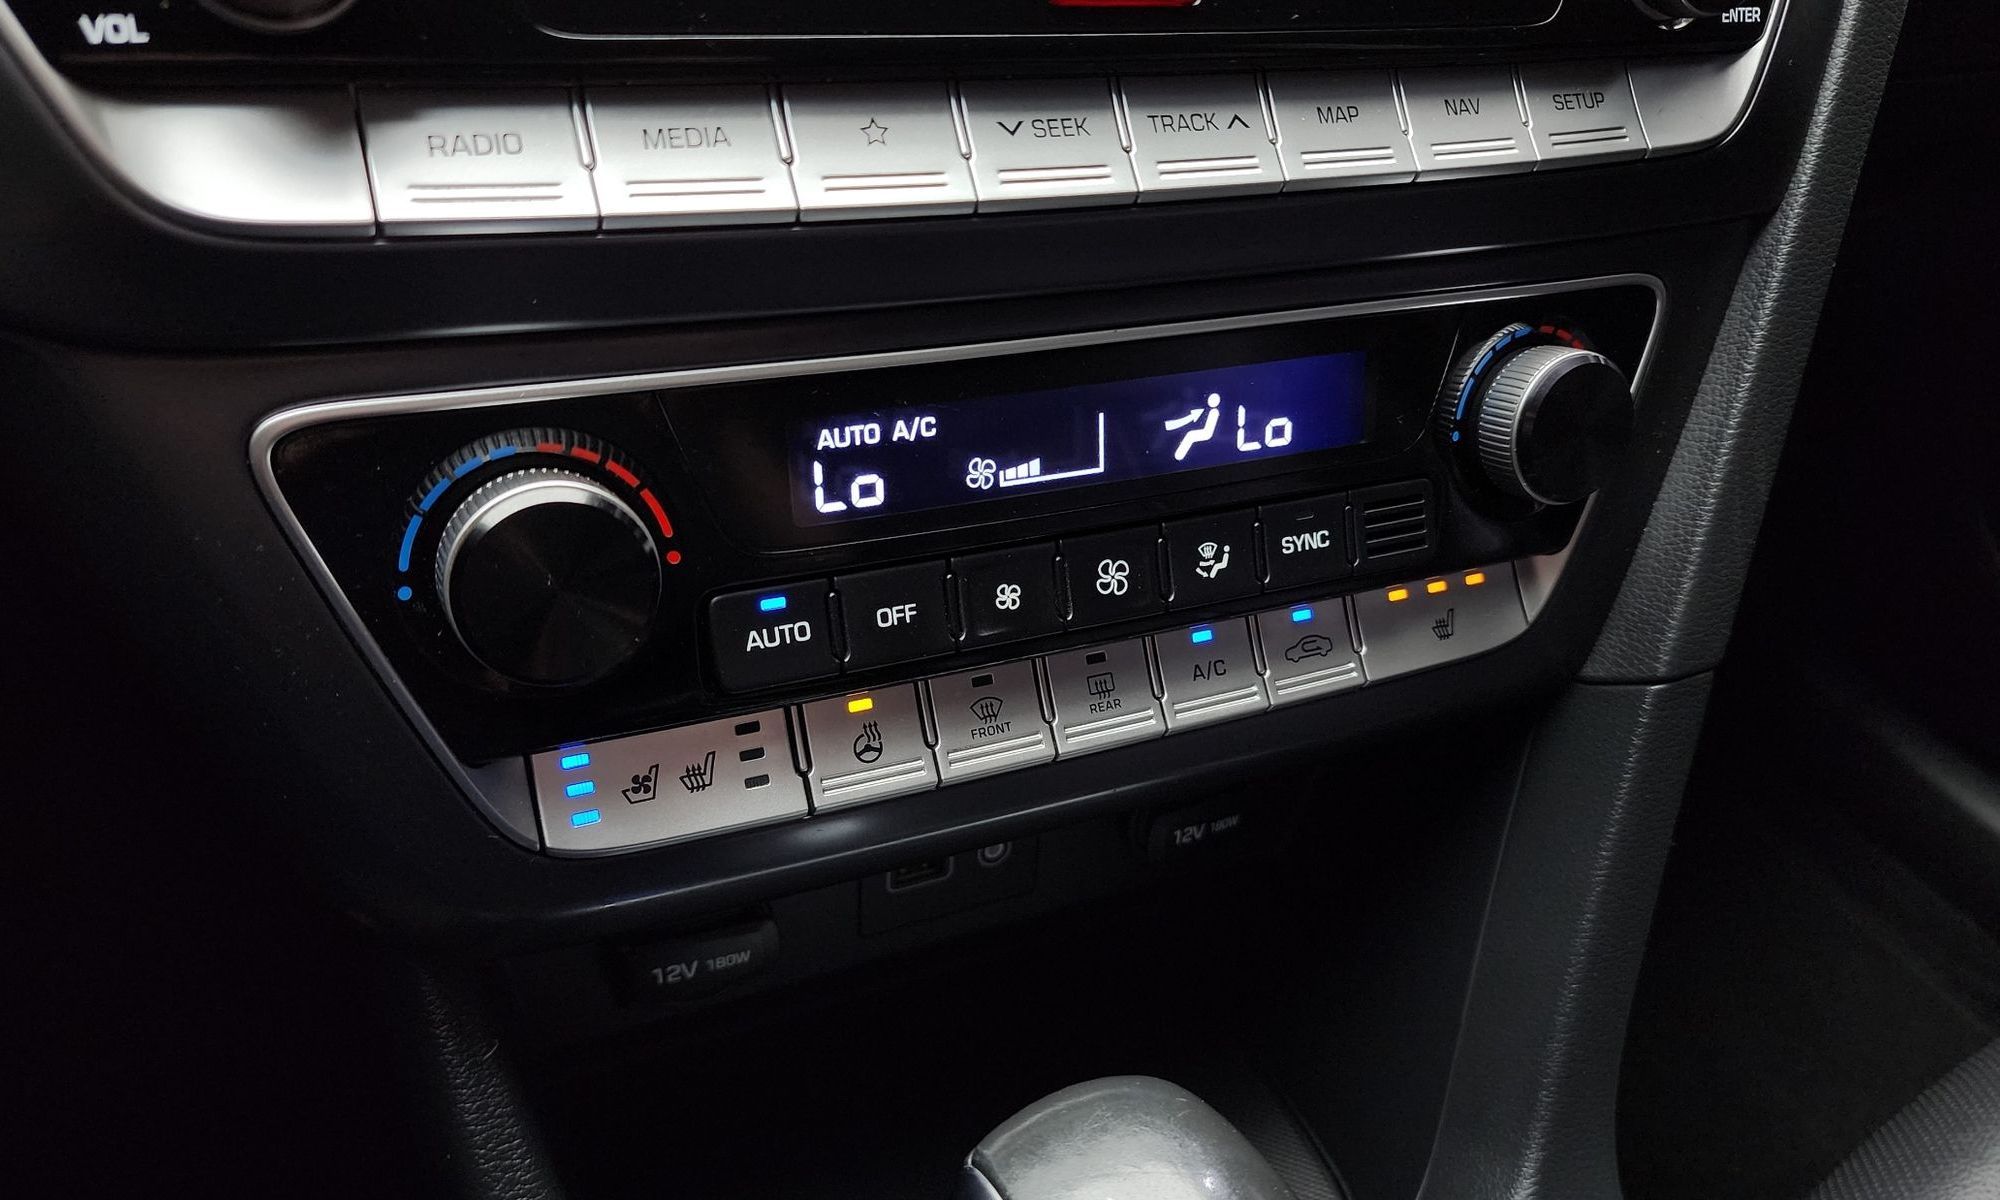 VOL
ENTER
RADIO
MEDIA
SEEK
TRACK
MAP
NAV
SETUP
AUTO A/C
Lo
Lo
AUTO
OFF
SYNC
FRONT
REAR
A/C
12V 180W
12V 180W